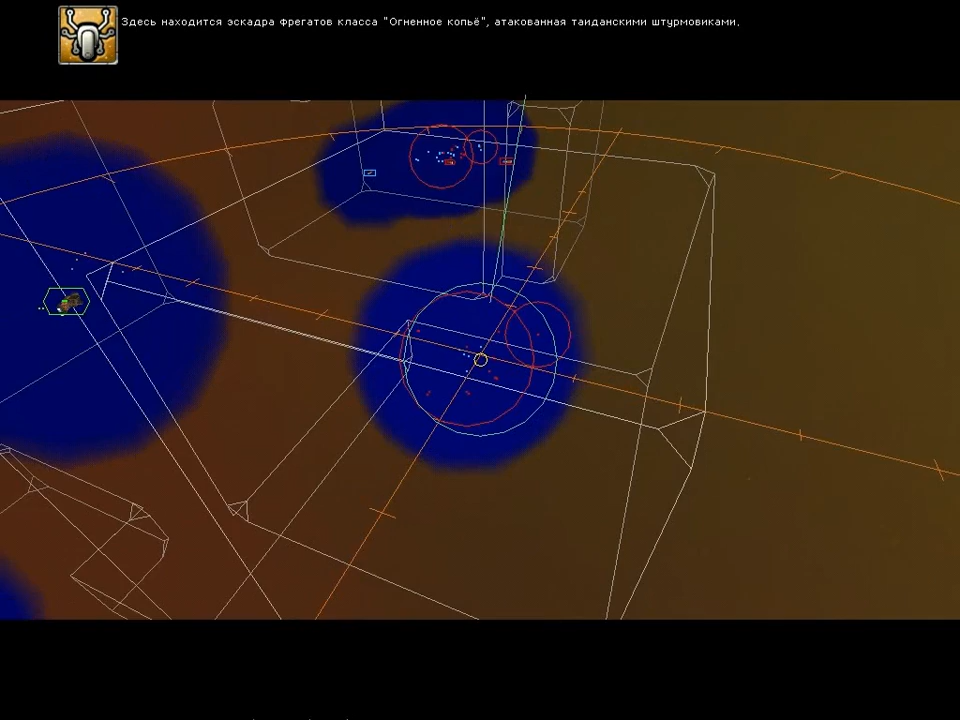 Здесь находится эскадра фрегатов класса "Огненное копьё", атакованная таиданскими штурмовиками.